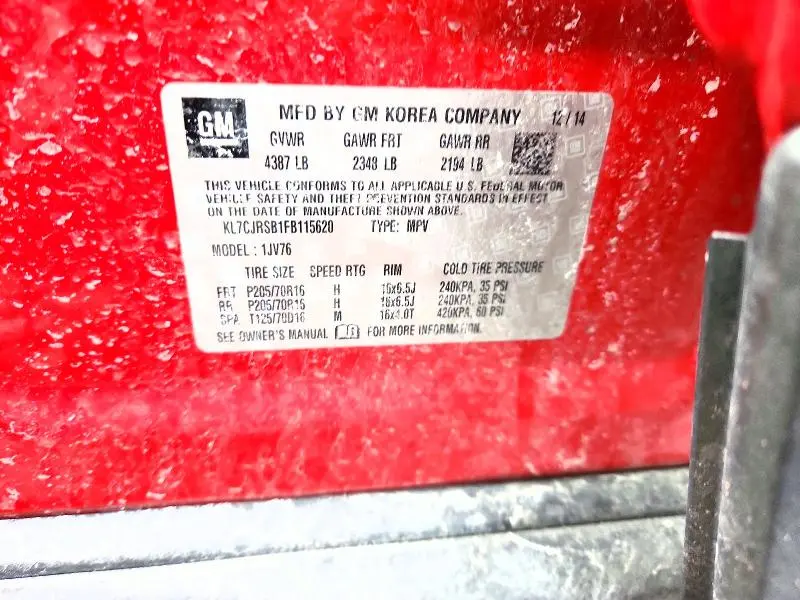 GM MFD BY GM KOREA COMPANY 12/14
GVWR GAWR FRT GAWR RR
4387 LB 2348 LB 2194 LB
THIS VEHICLE CONFORMS TO ALL APPLICABLE U.S. FEDERAL MOTOR
VEHICLE SAFETY AND THEFT PREVENTION STANDARDS IN EFFECT
ON THE DATE OF MANUFACTURE SHOWN ABOVE.
KL7CJRSB1FB115620 TYPE: MPV
MODEL : 1JV76
TIRE SIZE SPEED RTG RIM COLD TIRE PRESSURE
FRT P205/70R16 H 16x6.5J 240KPA, 35 PSI
RR P205/70R16 H 16x6.5J 240KPA, 35 PSI
SPA T125/70D16 M 16x4.0T 420KPA, 60 PSI
SEE OWNER'S MANUAL FOR MORE INFORMATION.